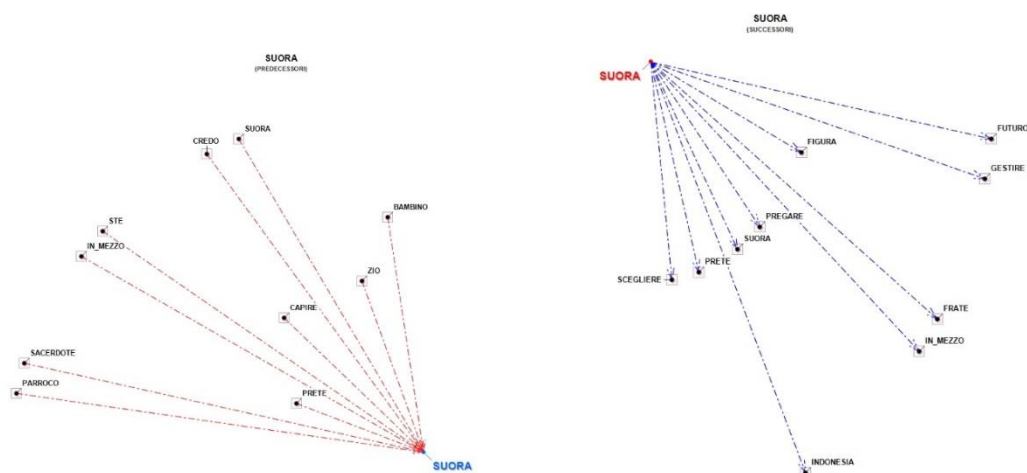 SUORA
(PREDECESSORI)
SUORA
CREDO
BAMBINO
STE
IN_MEZZO
ZIO
CAPIRE
SACERDOTE
PARROCO
PRETE
SUORA
SUORA
(SUCCESSORI)
SUORA
FUTURO
FIGURA
GESTIRE
PREGARE
SUORA
PRETE
SCEGLIERE
FRATE
IN_MEZZO
INDONESIA